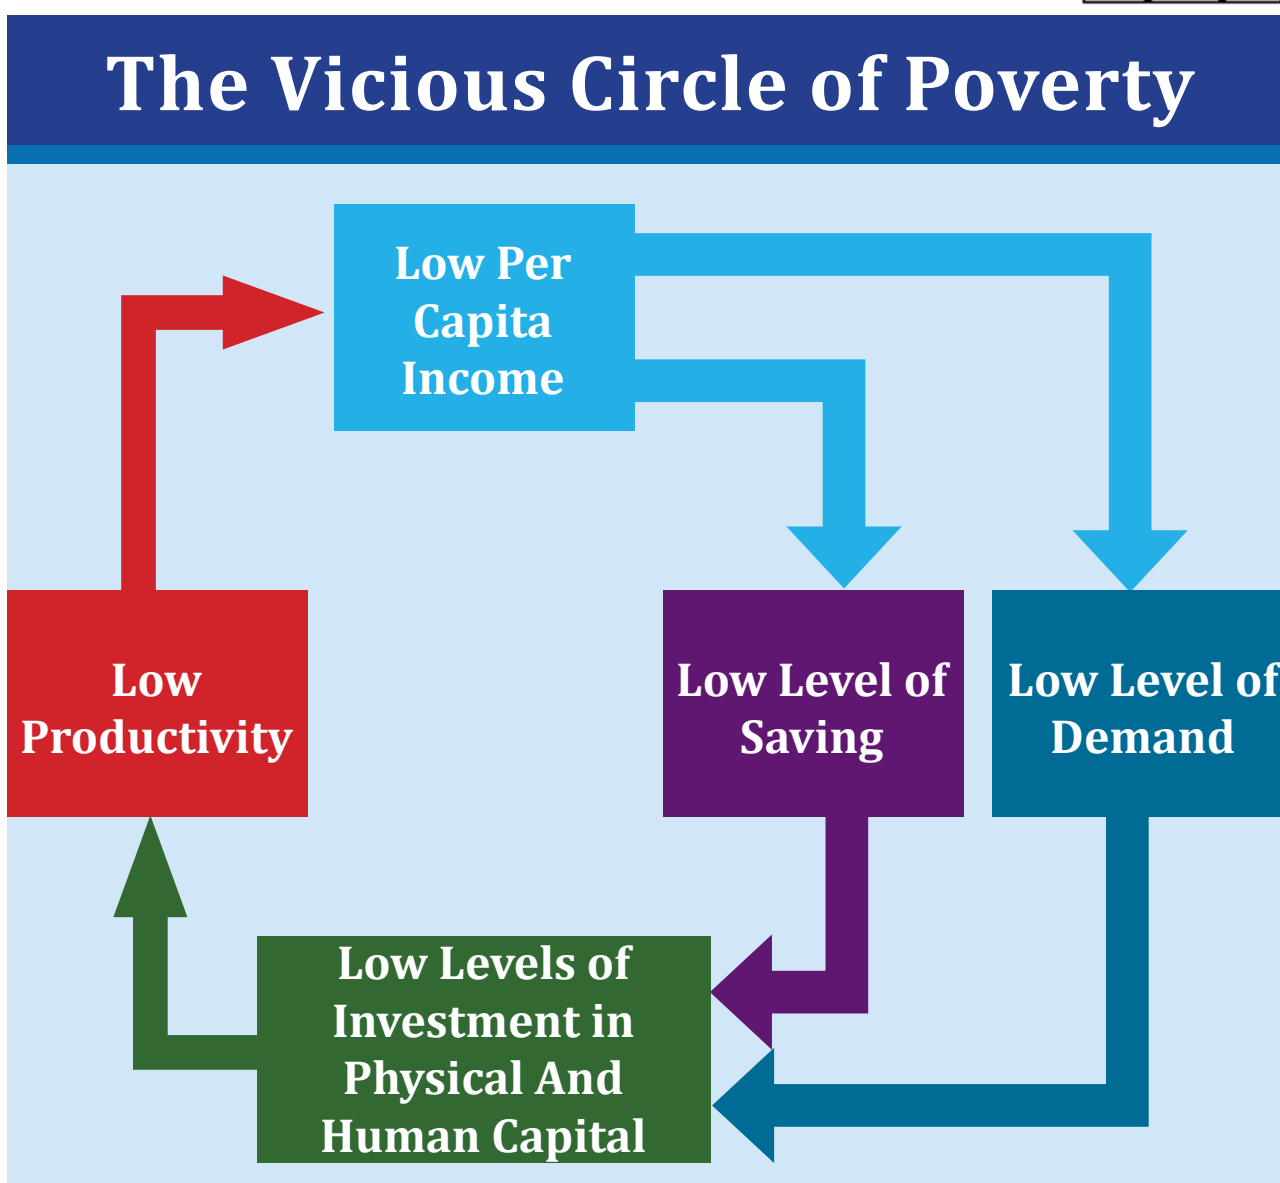 The Vicious Circle of Poverty
Low Per
Capita
Income
Low
Productivity
Low Level of
Saving
Low Level of
Demand
Low Levels of
Investment in
Physical And
Human Capital